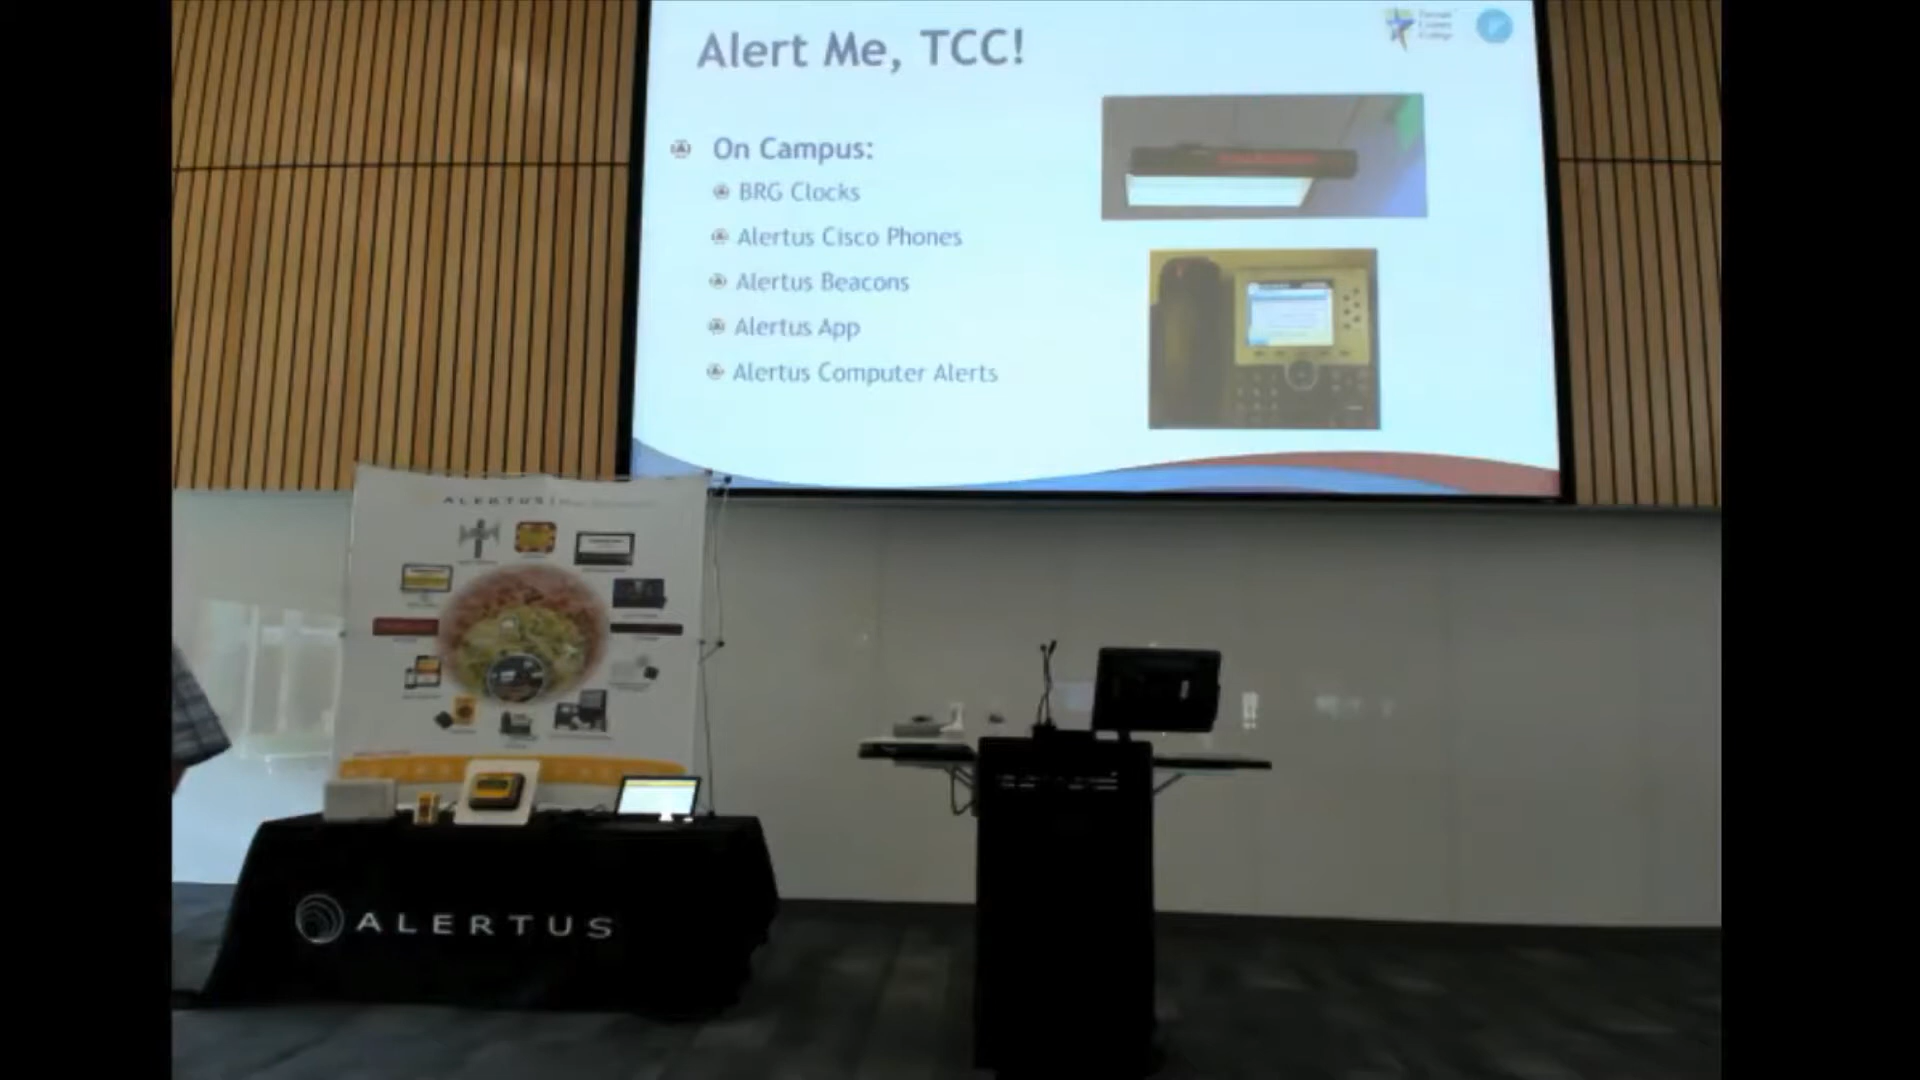 Alert Me, TCC!
On Campus:
BRG Clocks
Alertus Cisco Phones
Alertus Beacons
Alertus App
Alertus Computer Alerts
ALERTUS
ALERTUS